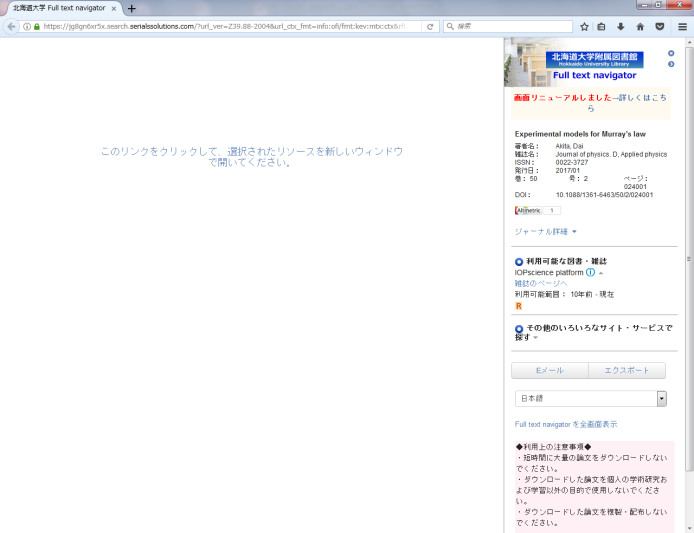 北海道大学 Full text navigator
https://jg8gn6xr5x.search.serialssolutions.com/?url_ver=Z39.88-2004&url_ctx_fmt=info:ofi/fmt:kev:mtx:ctx&rft
検索
このリンクをクリックして、選択されたリソースを新しいウィンドウ
で開いてください。
北海道大学附属図書館
Hokkaido University Library
Full text navigator
画面リニューアルしました→詳しくはこち
ら
Experimental models for Murray's law
著者名： Akita, Dai
雑誌名： Journal of physics. D, Applied physics
ISSN： 0022-3727
発行日： 2017/01
巻： 50 号： 2 ページ：
024001
DOI： 10.1088/1361-6463/50/2/024001
Altmetric 1
ジャーナル詳細
利用可能な図書・雑誌
IOPscience platform
雑誌のページへ
利用可能範囲： 10年前 - 現在
R
その他のいろいろなサイト・サービスで
探す
Eメール エクスポート
日本語
Full text navigator を全画面表示
◆利用上の注意事項◆
・短時間に大量の論文をダウンロードしない
でください。
・ダウンロードした論文を個人の学術研究お
よび学習以外の目的で使用しないでくださ
い。
・ダウンロードした論文を複製・配布しない
でください。